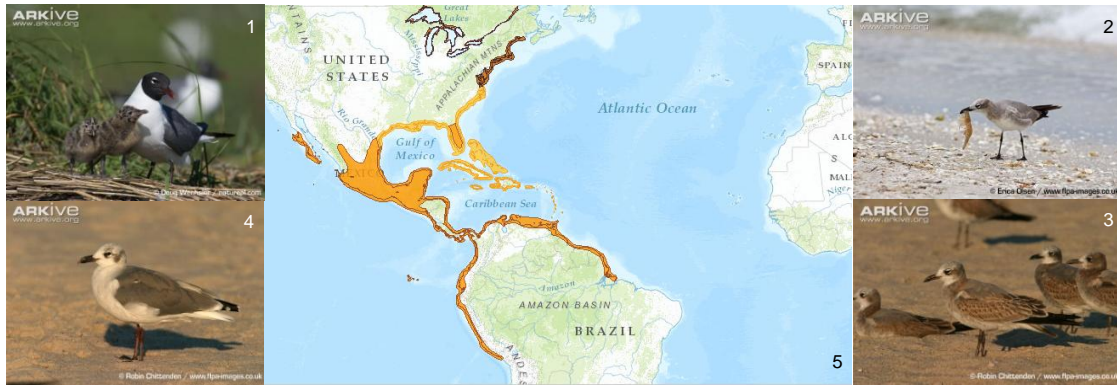 ARKIVE
www.arkive.org
1
© Doug Wechsler / naturepl.com
ARKIVE
www.arkive.org
4
© Robin Chittenden / www.flpa-images.co.uk
Great
Lakes
UNITED
STATES
Mississippi
APPALACHIAN MTNS
Rio Grande
Gulf of
Mexico
MEXICO
Caribbean Sea
Atlantic Ocean
Amazon
AMAZON BASIN
BRAZIL
ANDES
SPAIN
ALG
S
MAL
Niger
5
ARKIVE
www.arkive.org
2
© Erica Olsen / www.flpa-images.co.uk
ARKIVE
www.arkive.org
3
© Robin Chittenden / www.flpa-images.co.uk